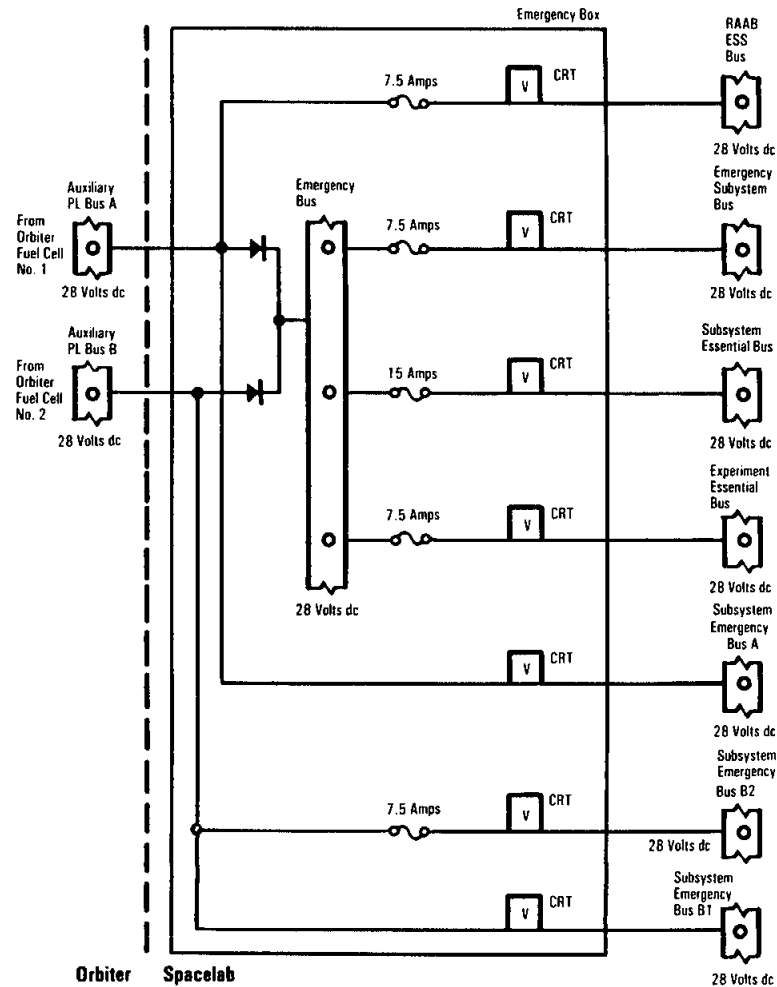 Emergency Box
RAAB
ESS
Bus
7.5 Amps
V
CRT
28 Volts dc
Auxiliary
PL Bus A
From
Orbiter
Fuel Cell
No. 1
28 Volts dc
Emergency
Bus
7.5 Amps
V
CRT
Emergency
Subystem
Bus
28 Volts dc
Auxiliary
PL Bus B
From
Orbiter
Fuel Cell
No. 2
28 Volts dc
15 Amps
V
CRT
Subsystem
Essential Bus
28 Volts dc
7.5 Amps
V
CRT
Experiment
Essential
Bus
28 Volts dc
28 Volts dc
V
CRT
Subsystem
Emergency
Bus A
28 Volts dc
7.5 Amps
V
CRT
Subsystem
Emergency
Bus B2
28 Volts dc
V
CRT
Subsystem
Emergency
Bus B1
28 Volts dc
Orbiter
Spacelab